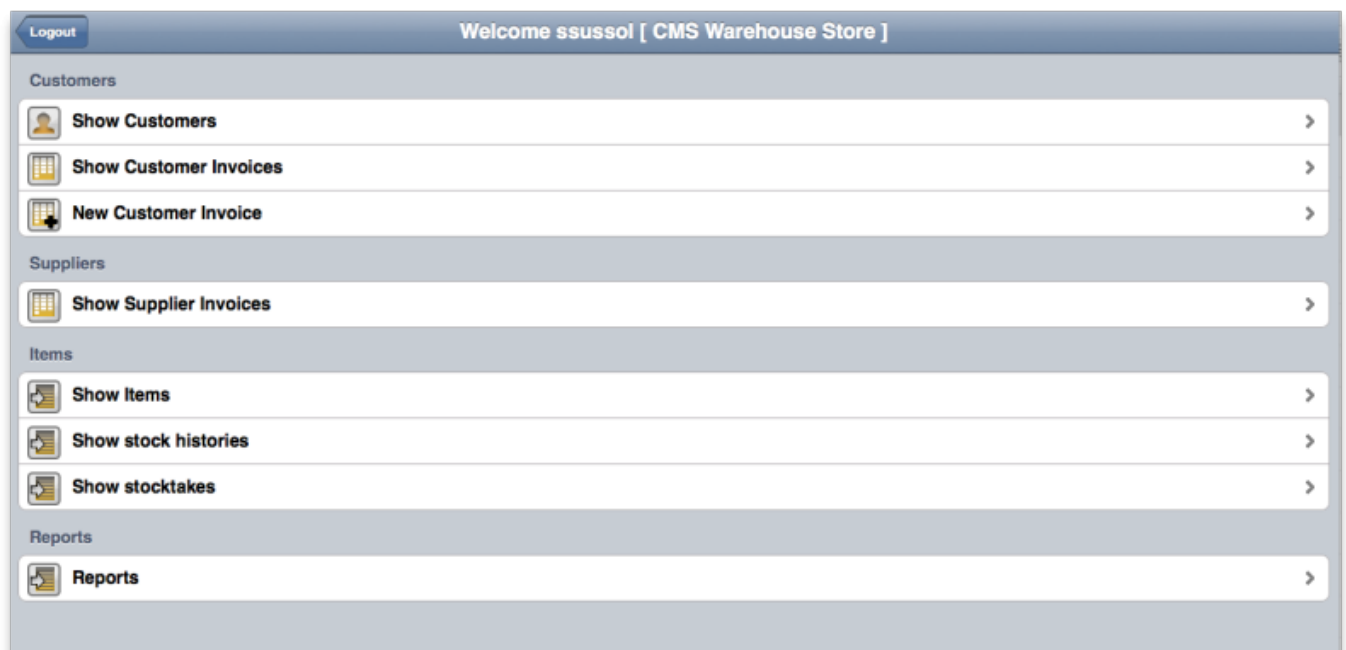 Logout
Welcome ssussol [ CMS Warehouse Store ]
Customers
Show Customers
Show Customer Invoices
New Customer Invoice
Suppliers
Show Supplier Invoices
Items
Show Items
Show stock histories
Show stocktakes
Reports
Reports